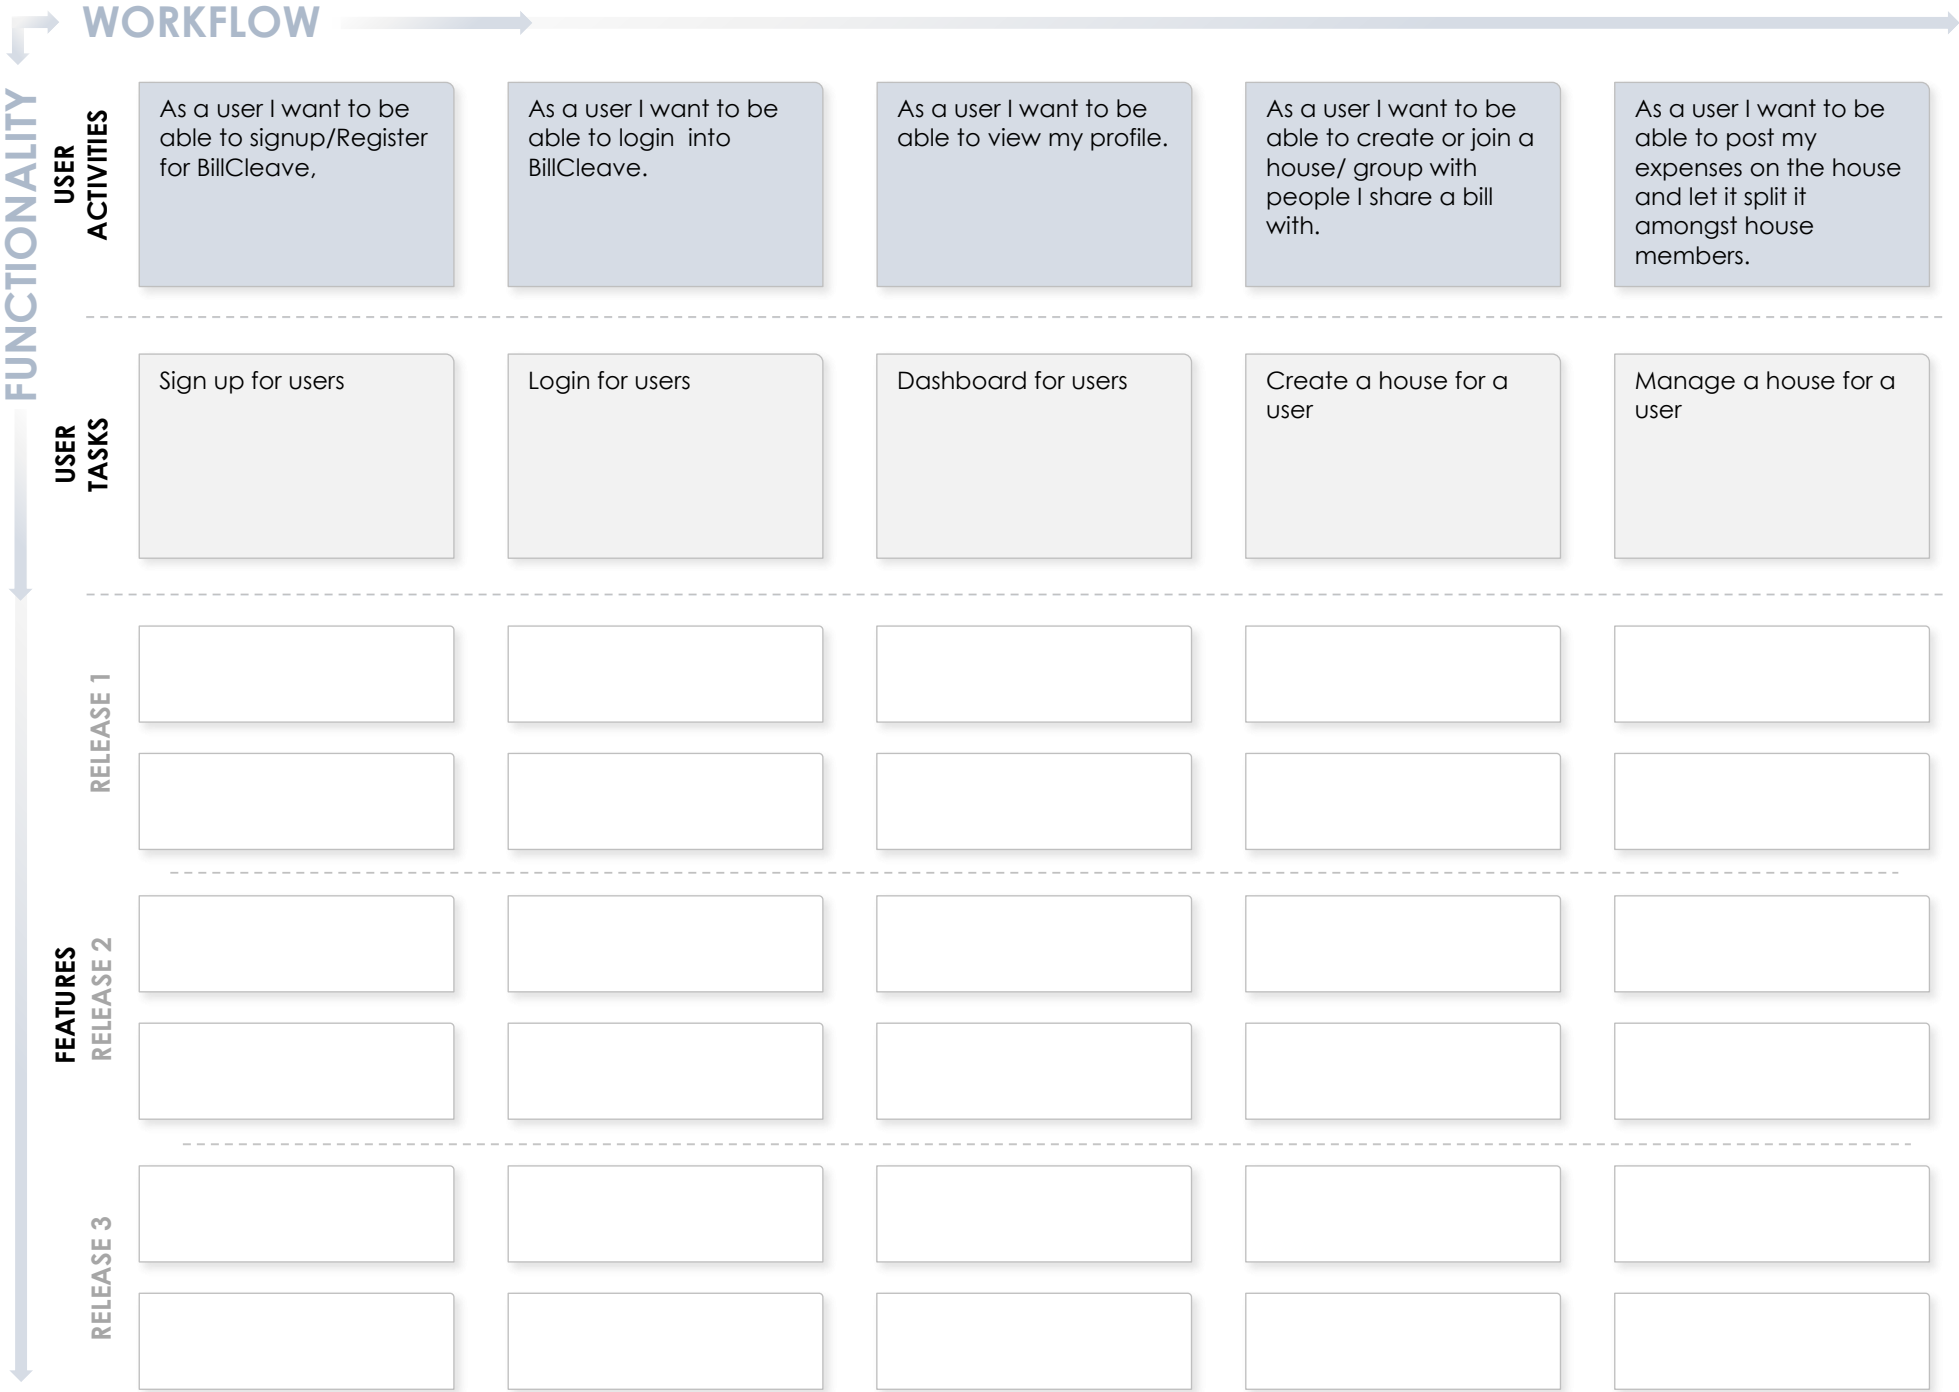 WORKFLOW
FUNCTIONALITY
USER
ACTIVITIES
As a user I want to be
able to signup/Register
for BillCleave,
As a user I want to be
able to login  into
BillCleave.
As a user I want to be
able to view my profile.
As a user I want to be
able to create or join a
house/ group with
people I share a bill
with.
As a user I want to be
able to post my
expenses on the house
and let it split it
amongst house
members.
USER
TASKS
Sign up for users
Login for users
Dashboard for users
Create a house for a
user
Manage a house for a
user
FEATURES
RELEASE 1
RELEASE 2
RELEASE 3